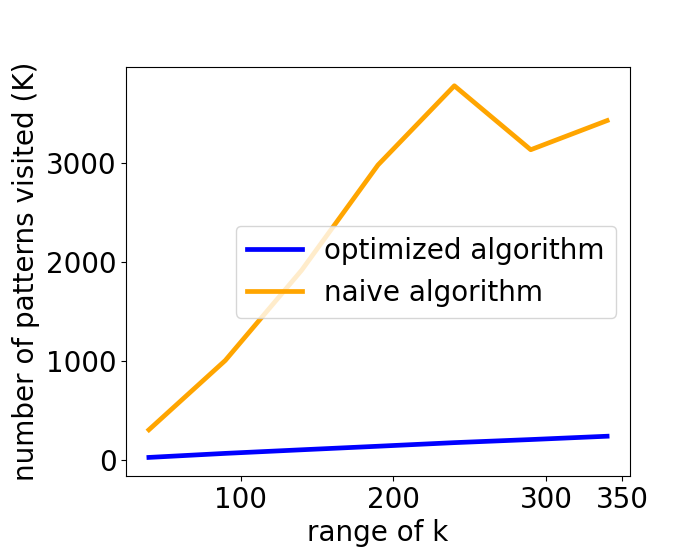 number of patterns visited (K)
3000
2000
1000
0
optimized algorithm
naive algorithm
100
200
300
350
range of k